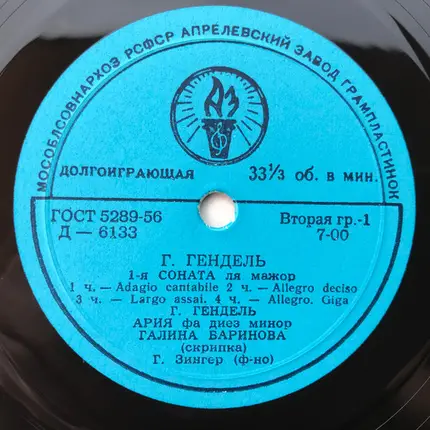 МОСОБЛСОВНАРХОЗ РСФСР АПРЕЛЕВСКИЙ ЗАВОД ГРАМПЛАСТИНОК
АЗ
ДОЛГОИГРАЮЩАЯ 33⅓ об. в мин.
ГОСТ 5289-56 Вторая гр.-1
Д — 6133 7-00
Г. ГЕНДЕЛЬ
1-я СОНАТА ля мажор
1 ч. — Adagio cantabile 2 ч. — Allegro deciso
3 ч. — Largo assai. 4 ч. — Allegro. Giga
Г. ГЕНДЕЛЬ
АРИЯ фа диез минор
ГАЛИНА БАРИНОВА
(скрипка)
Г. Зингер (ф-но)